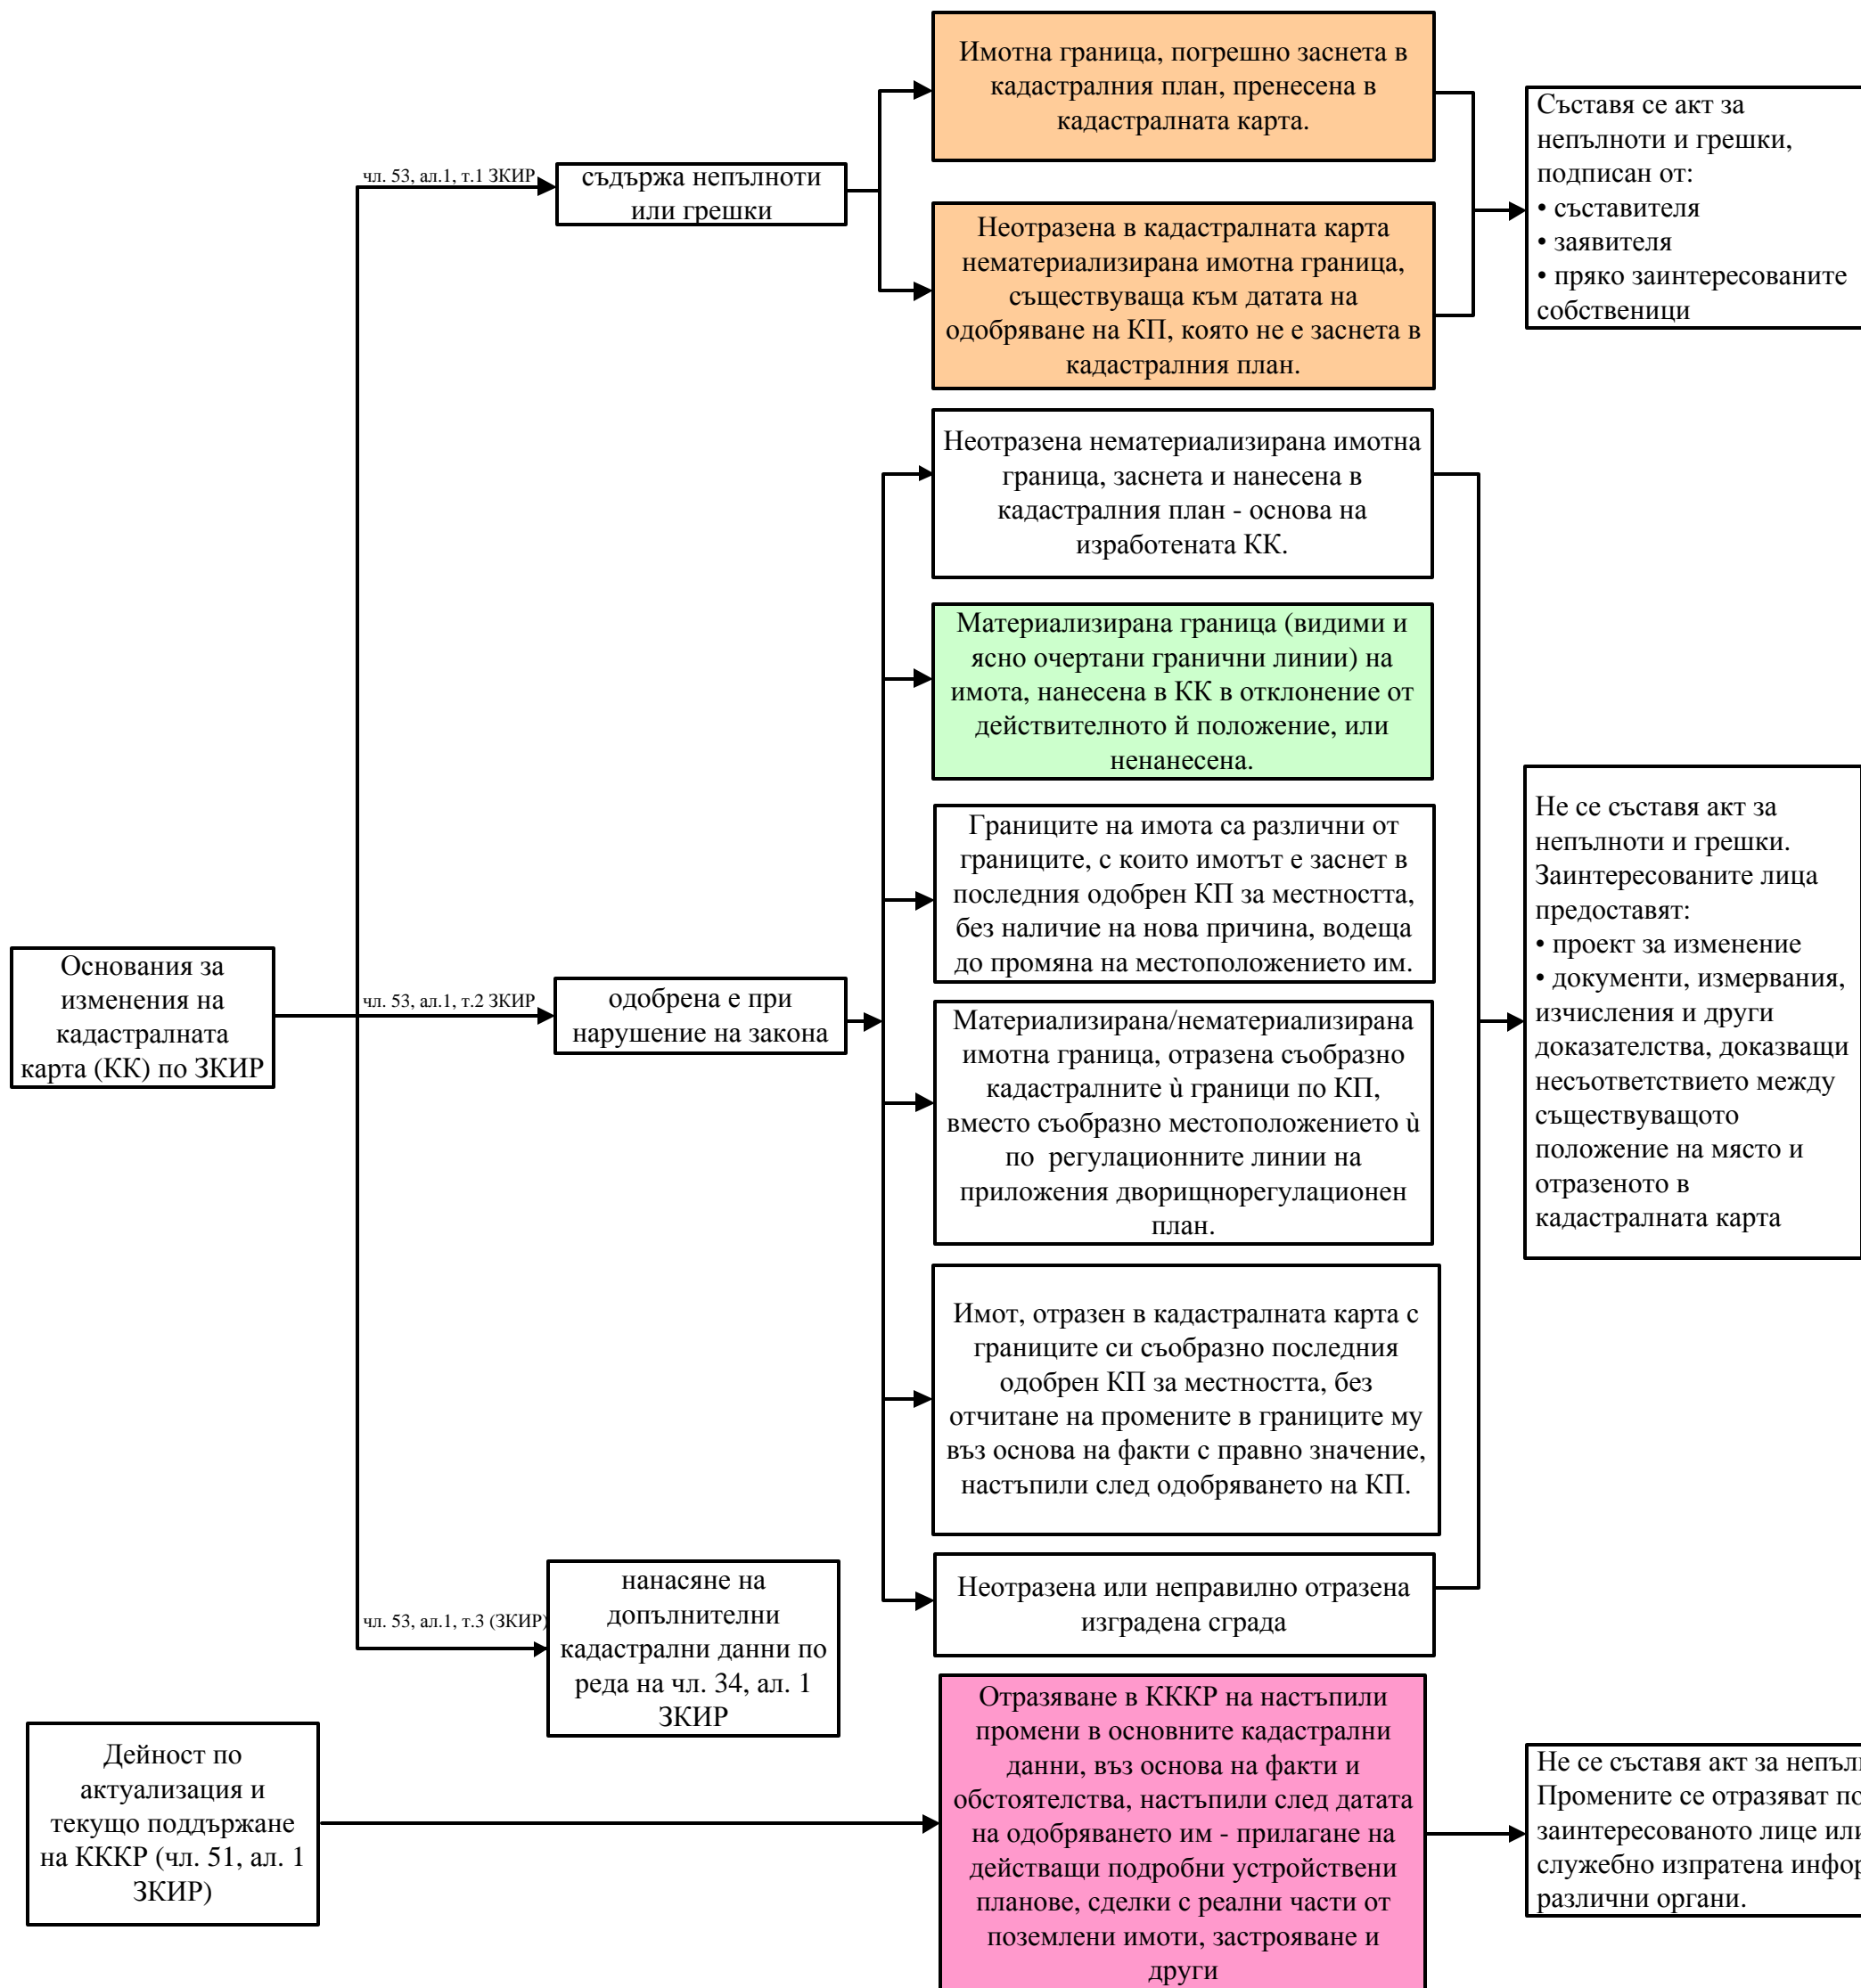 Имотна граница, погрешно заснета в
кадастралния план, пренесена в
кадастралната карта.
Съставя се акт за
непълноти и грешки,
подписан от:
• съставителя
• заявителя
• пряко заинтересованите
собственици
чл. 53, ал.1, т.1 ЗКИР
съдържа непълноти
или грешки
Неотразена в кадастралната карта
нематериализирана имотна граница,
съществуваща към датата на
одобряване на КП, която не е заснета в
кадастралния план.
Неотразена нематериализирана имотна
граница, заснета и нанесена в
кадастралния план - основа на
изработената КК.
Материализирана граница (видими и
ясно очертани гранични линии) на
имота, нанесена в КК в отклонение от
действителното й положение, или
ненанесена.
Границите на имота са различни от
границите, с които имотът е заснет в
последния одобрен КП за местността,
без наличие на нова причина, водеща
до промяна на местоположението им.
Не се съставя акт за
непълноти и грешки.
Заинтересованите лица
предоставят:
• проект за изменение
• документи, измервания,
изчисления и други
доказателства, доказващи
несъответствието между
съществуващото
положение на място и
отразеното в
кадастралната карта
Основания за
изменения на
кадастралната
карта (КК) по ЗКИР
чл. 53, ал.1, т.2 ЗКИР
одобрена е при
нарушение на закона
Материализирана/нематериализирана
имотна граница, отразена съобразно
кадастралните ù граници по КП,
вместо съобразно местоположението ù
по регулационните линии на
приложения дворищнорегулационен
план.
Имот, отразен в кадастралната карта с
границите си съобразно последния
одобрен КП за местността, без
отчитане на промените в границите му
въз основа на факти с правно значение,
настъпили след одобряването на КП.
чл. 53, ал.1, т.3 (ЗКИР)
нанасяне на
допълнителни
кадастрални данни по
реда на чл. 34, ал. 1
ЗКИР
Неотразена или неправилно отразена
изградена сграда
Дейност по
актуализация и
текущо поддържане
на КККР (чл. 51, ал. 1
ЗКИР)
Отразяване в КККР на настъпили
промени в основните кадастрални
данни, въз основа на факти и
обстоятелства, настъпили след датата
на одобряването им - прилагане на
действащи подробни устройствени
планове, сделки с реални части от
поземлени имоти, застрояване и
други
Не се съставя акт за
Промените се отразяват по
заинтересованото лице или
служебно изпратена
различни органи.